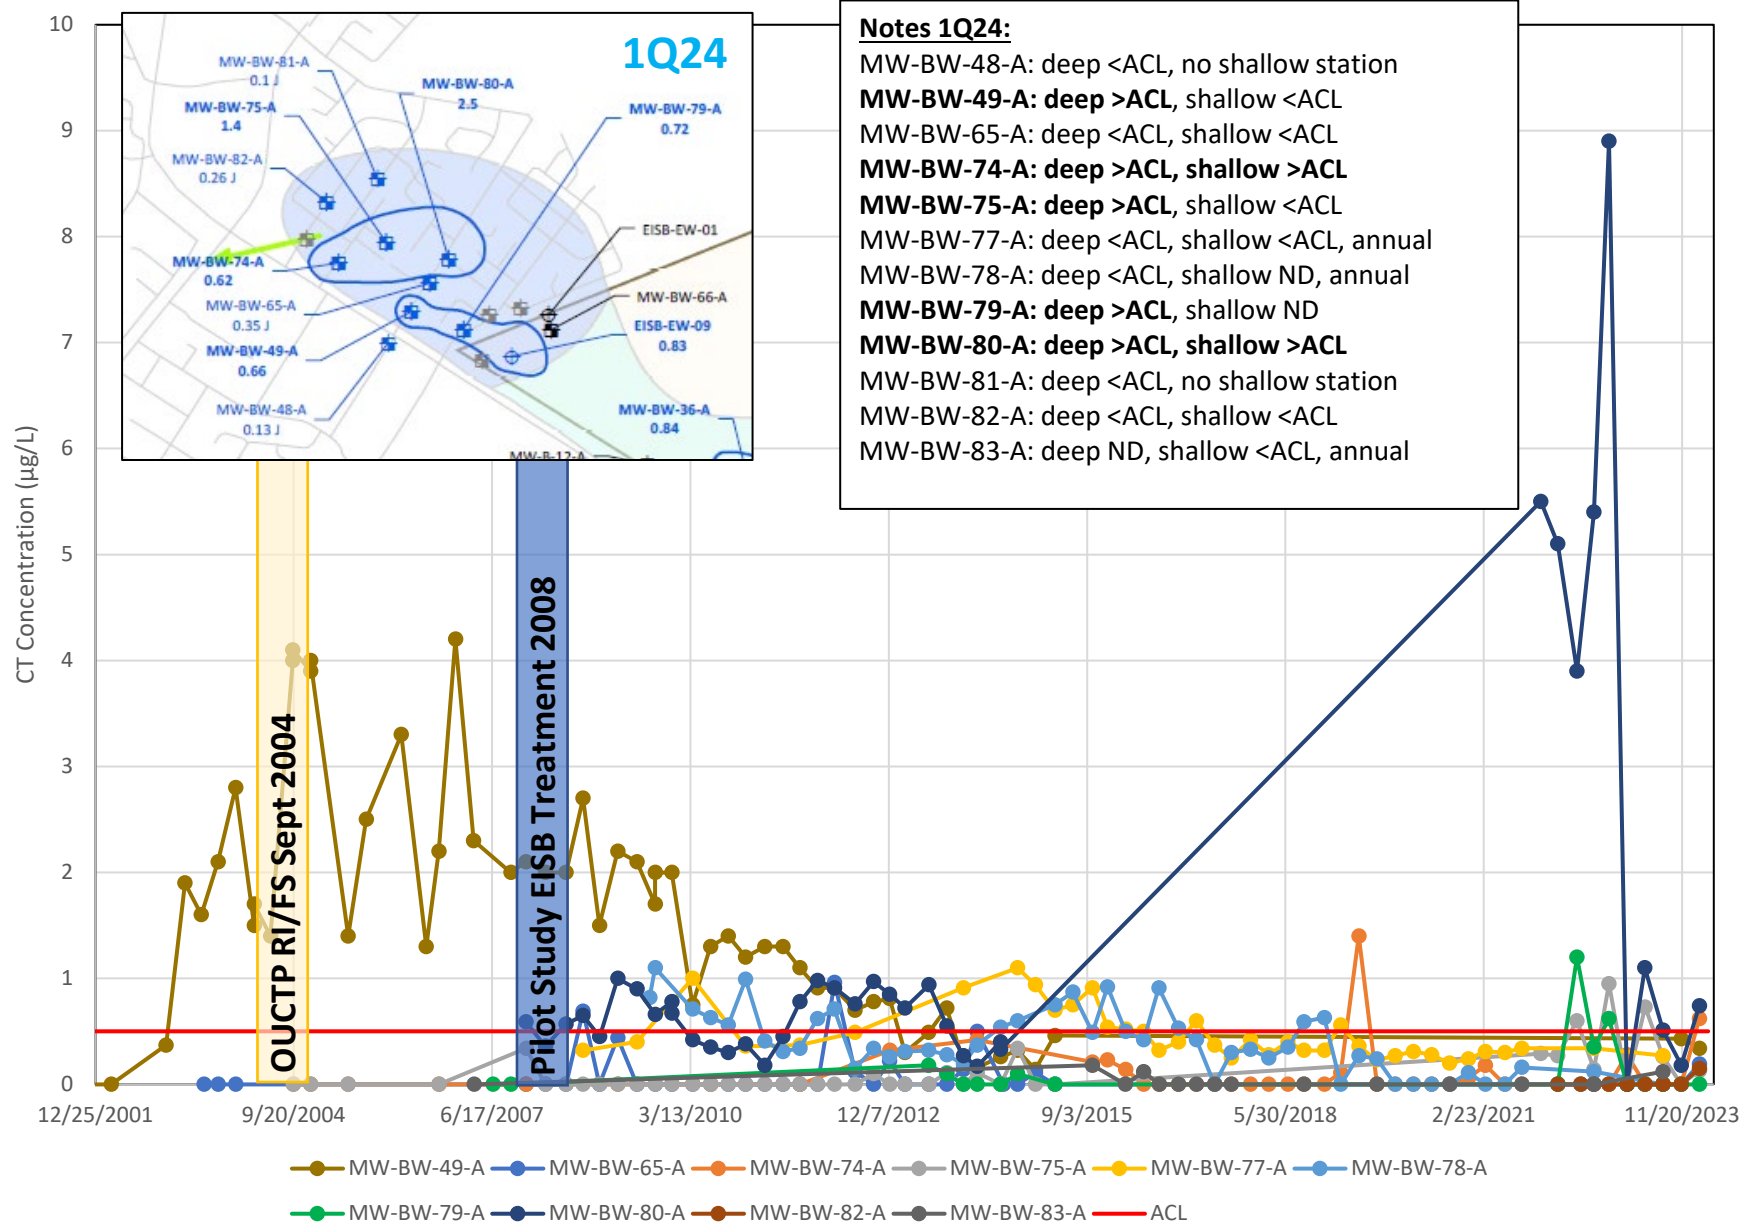 10
9
8
7
6
5
4
3
2
1
0
CT Concentration (µg/L)
1Q24
MW-BW-81-A
0.1 J
MW-BW-80-A
2.5
MW-BW-75-A
1.4
MW-BW-79-A
0.72
MW-BW-82-A
0.26 J
EISB-EW-01
MW-BW-74-A
0.62
MW-BW-66-A
MW-BW-65-A
0.35 J
EISB-EW-09
0.83
MW-BW-49-A
0.66
MW-BW-48-A
0.13 J
MW-BW-36-A
0.84
MW-B-12-A
Notes 1Q24:
MW-BW-48-A: deep <ACL, no shallow station
MW-BW-49-A: deep >ACL, shallow <ACL
MW-BW-65-A: deep <ACL, shallow <ACL
MW-BW-74-A: deep >ACL, shallow >ACL
MW-BW-75-A: deep >ACL, shallow <ACL
MW-BW-77-A: deep <ACL, shallow <ACL, annual
MW-BW-78-A: deep <ACL, shallow ND, annual
MW-BW-79-A: deep >ACL, shallow ND
MW-BW-80-A: deep >ACL, shallow >ACL
MW-BW-81-A: deep <ACL, no shallow station
MW-BW-82-A: deep <ACL, shallow <ACL
MW-BW-83-A: deep ND, shallow <ACL, annual
OUCTP RI/FS Sept 2004
Pilot Study EISB Treatment 2008
12/25/2001 9/20/2004 6/17/2007 3/13/2010 12/7/2012 9/3/2015 5/30/2018 2/23/2021 11/20/2023
MW-BW-49-A MW-BW-65-A MW-BW-74-A MW-BW-75-A MW-BW-77-A MW-BW-78-A
MW-BW-79-A MW-BW-80-A MW-BW-82-A MW-BW-83-A ACL